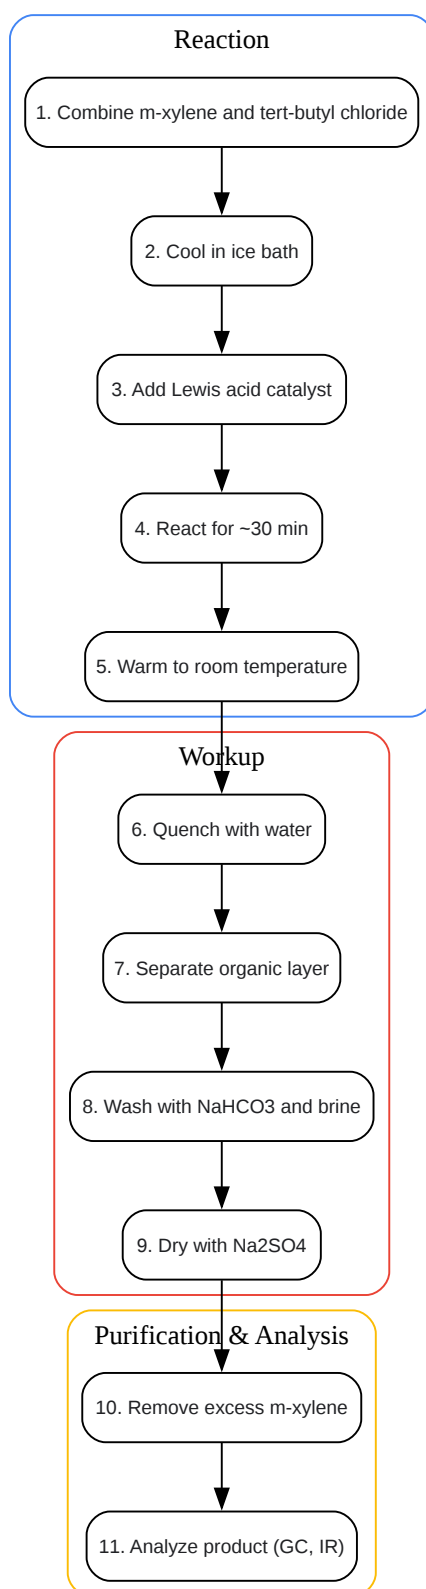 Reaction
1. Combine m-xylene and tert-butyl chloride
2. Cool in ice bath
3. Add Lewis acid catalyst
4. React for ~30 min
5. Warm to room temperature
Workup
6. Quench with water
7. Separate organic layer
8. Wash with NaHCO3 and brine
9. Dry with Na2SO4
Purification & Analysis
10. Remove excess m-xylene
11. Analyze product (GC, IR)